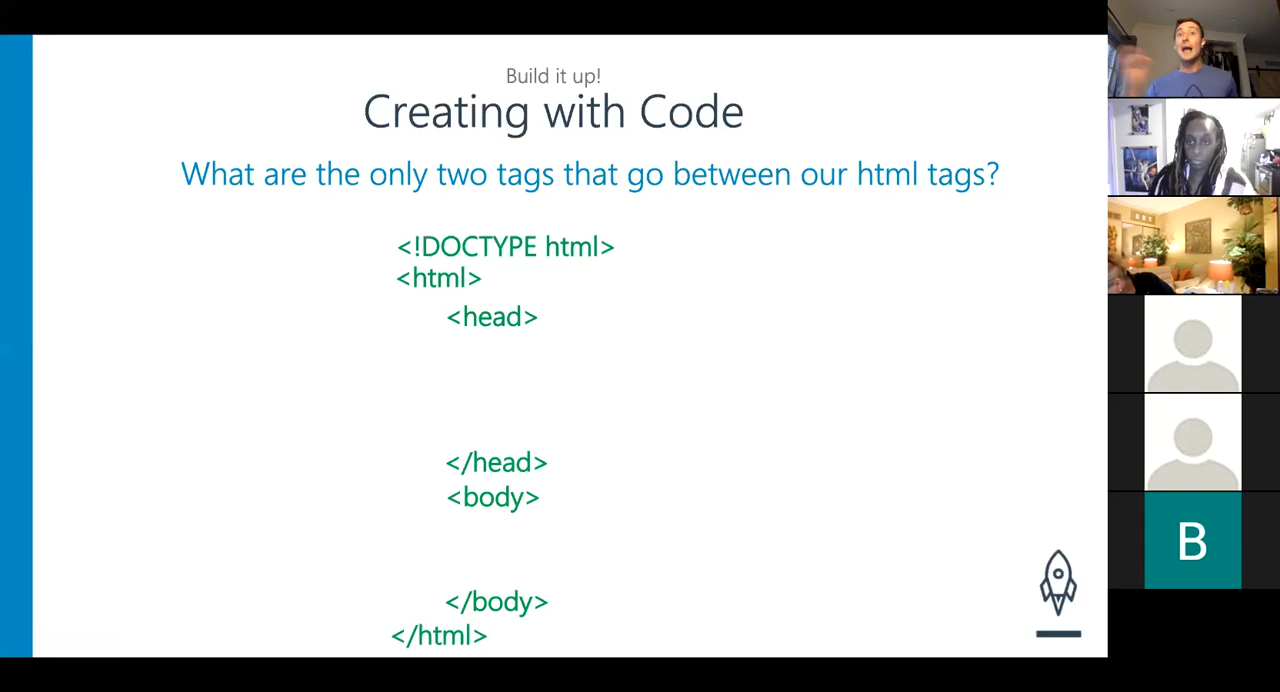 Build it up!
Creating with Code
What are the only two tags that go between our html tags?
<!DOCTYPE html>
<html>
<head>
</head>
<body>
</body>
</html>
B